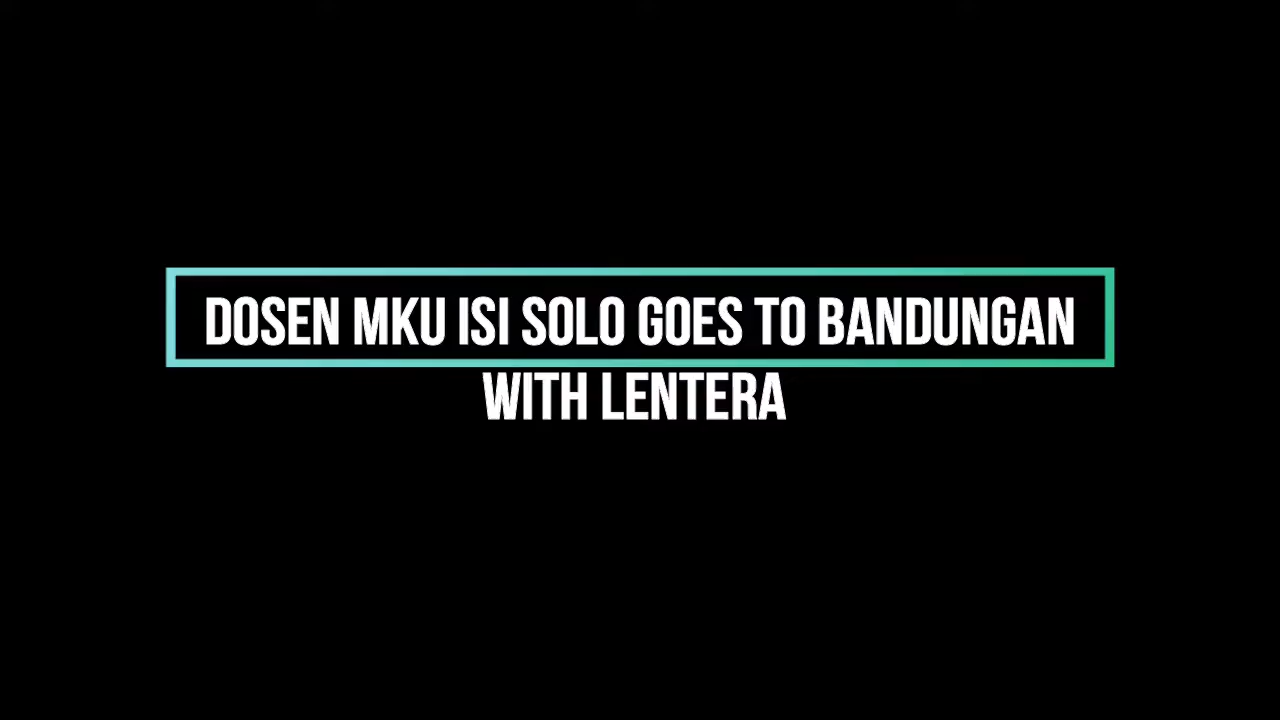 DOSEN MKU ISI SOLO GOES TO BANDUNGAN
WITH LENTERA